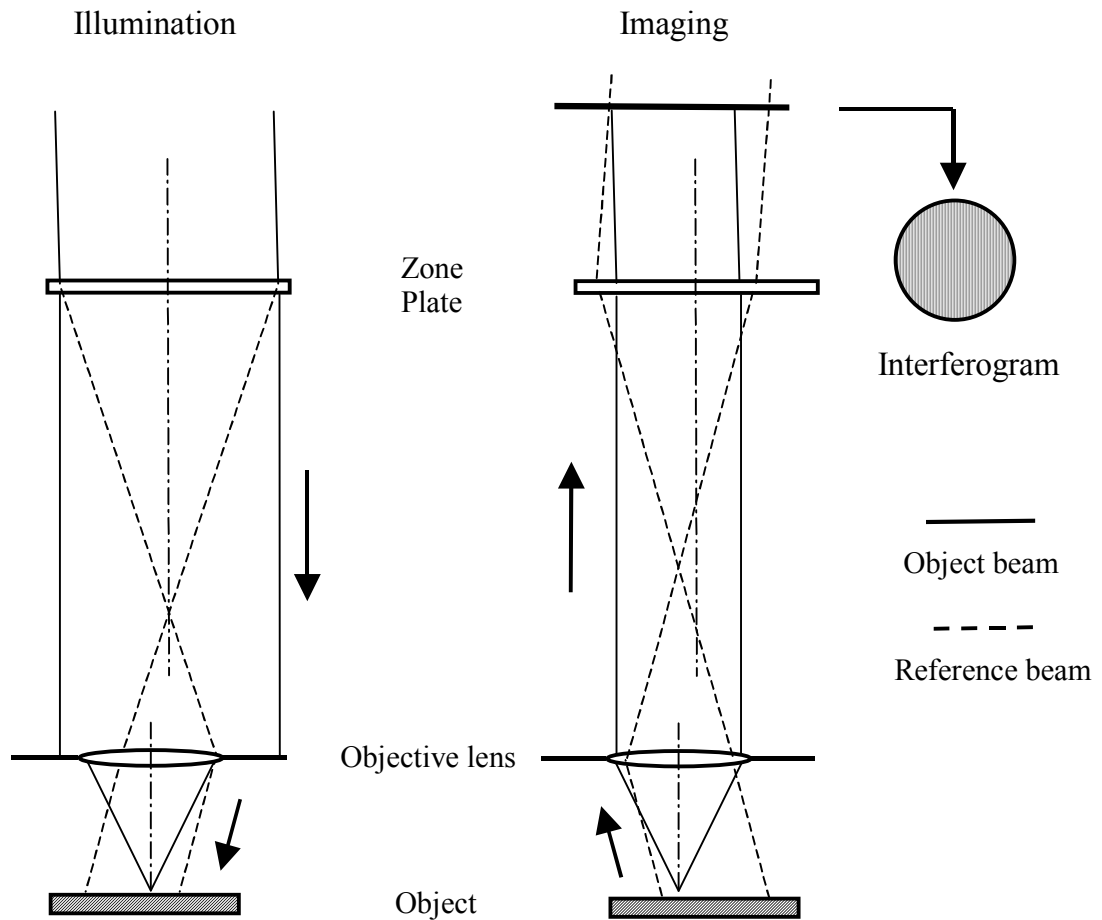 Illumination
Imaging
Zone
Plate
Interferogram
Object beam
Reference beam
Objective lens
Object